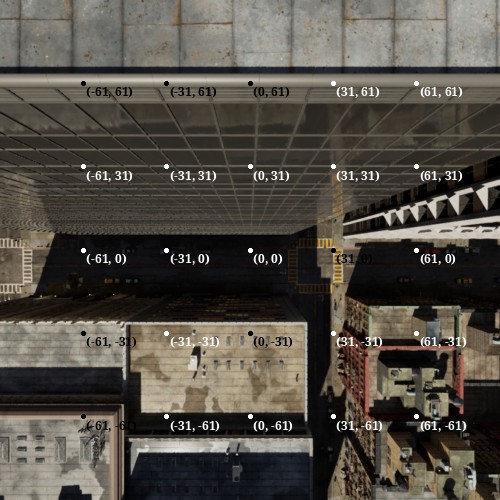 (-61, 61) (-31, 61) (0, 61) (31, 61) (61, 61)
(-61, 31) (-31, 31) (0, 31) (31, 31) (61, 31)
(-61, 0) (-31, 0) (0, 0) (31, 0) (61, 0)
(-61, -31) (-31, -31) (0, -31) (31, -31) (61, -31)
(-61, -61) (-31, -61) (0, -61) (31, -61) (61, -61)